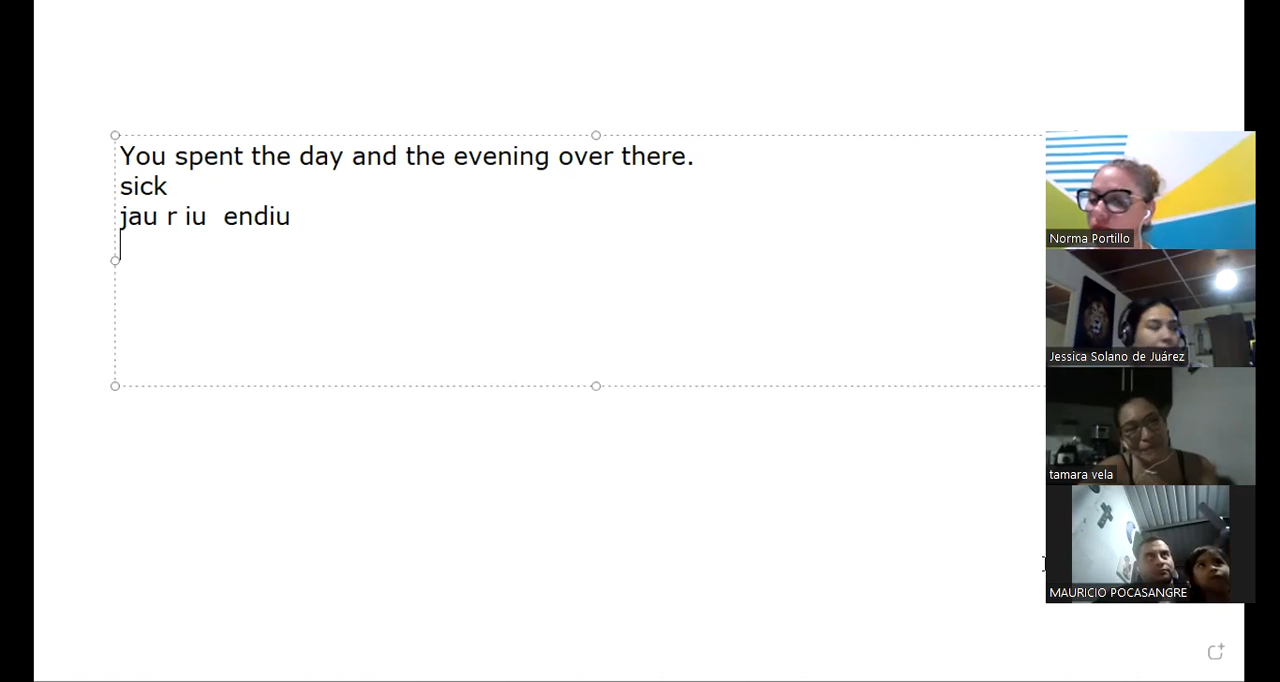 You spent the day and the evening over there.
sick
jau r iu  endiu
Norma Portillo
Jessica Solano de Juárez
tamara vela
MAURICIO POCASANGRE